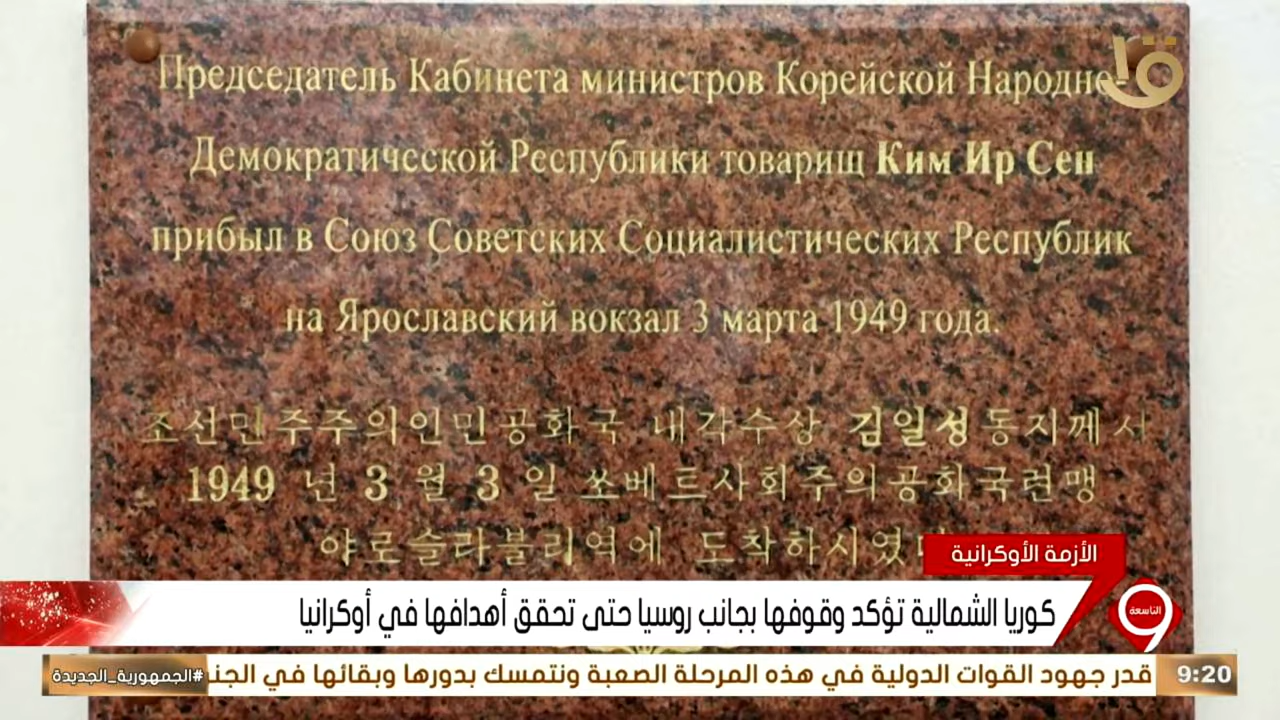 Председатель Кабинета министров Корейской Народно
Демократичсской Республики товарищ Ким Ир Сен
прибыл в Союз Советских Социалистических Республик
на Ярославский вокзал 3 марта 1949 года.
조선민주주의인민공화국 내각수상 김일성동지께사
1949 년 3 월 3 일 쏘베트사회주의공화국련맹
야로슬라블리역에 도착하시였
الأزمة الأوكرانية
كوريا الشمالية تؤكد وقوفها بجانب روسيا حتى تحقق أهدافها في أوكرانيا
التاسعة
9
9:20
قدر جهود القوات الدولية في هذه المرحلة الصعبة ونتمسك بدورها وبقائها في
#الجمهورية_الجديدة